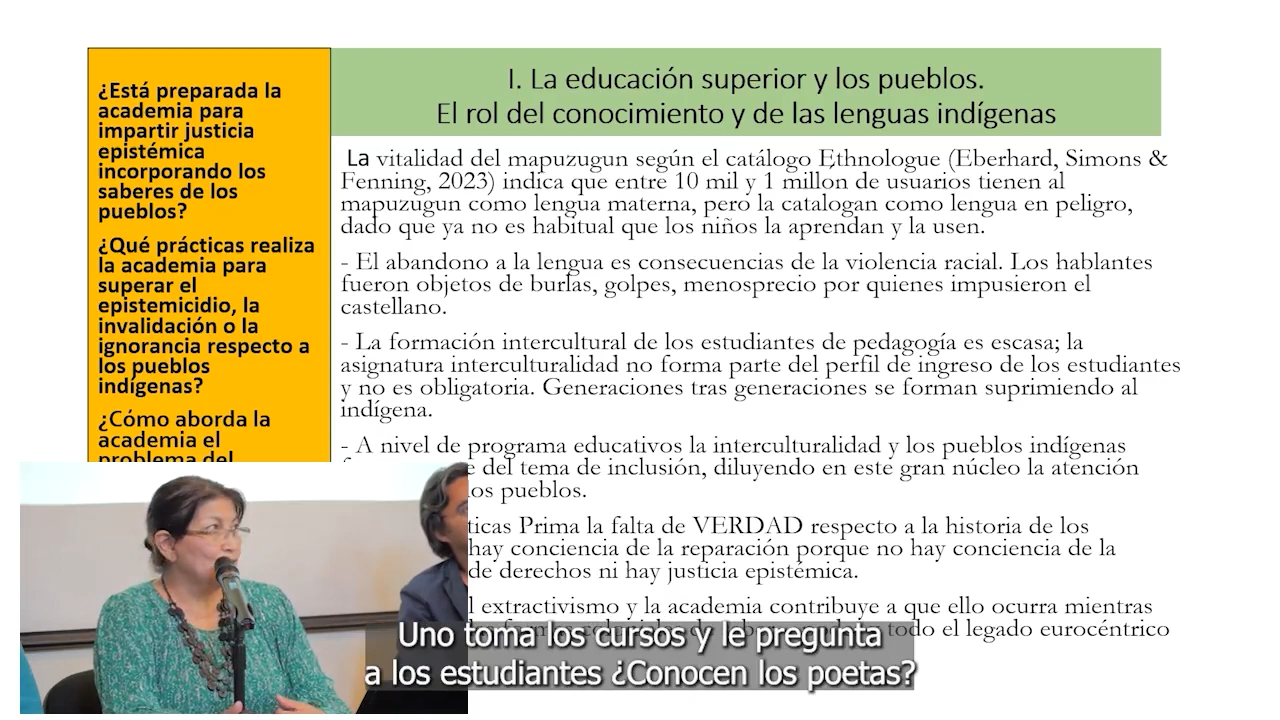 ¿Está preparada la
academia para
impartir justicia
epistémica
incorporando los
saberes de los
pueblos?
¿Qué prácticas realiza
la academia para
superar el
epistemicidio, la
invalidación o la
ignorancia respecto a
los pueblos
indígenas?
¿Cómo aborda la
academia el
problema del
I. La educación superior y los pueblos.
El rol del conocimiento y de las lenguas indígenas
La vitalidad del mapuzugun según el catálogo Ethnologue (Eberhard, Simons &
Fenning, 2023) indica que entre 10 mil y 1 millón de usuarios tienen al
mapuzugun como lengua materna, pero la catalogan como lengua en peligro,
dado que ya no es habitual que los niños la aprendan y la usen.
- El abandono a la lengua es consecuencias de la violencia racial. Los hablantes
fueron objetos de burlas, golpes, menosprecio por quienes impusieron el
castellano.
- La formación intercultural de los estudiantes de pedagogía es escasa; la
asignatura interculturalidad no forma parte del perfil de ingreso de los estudiantes
y no es obligatoria. Generaciones tras generaciones se forman suprimiendo al
indígena.
- A nivel de programa educativos la interculturalidad y los pueblos indígenas
del tema de inclusión, diluyendo en este gran núcleo la atención
os pueblos.
ticas Prima la falta de VERDAD respecto a la historia de los
hay conciencia de la reparación porque no hay conciencia de la
de derechos ni hay justicia epistémica.
l extractivismo y la academia contribuye a que ello ocurra mientras
todo el legado eurocéntrico
Uno toma los cursos y le pregunta
a los estudiantes ¿Conocen los poetas?